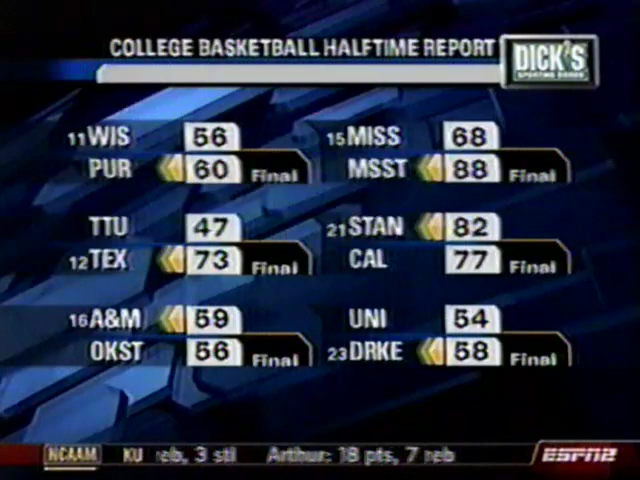 COLLEGE BASKETBALL HALFTIME REPORT
DICK'S
SPORTING GOODS
11 WIS 56
PUR 60 Final
15 MISS 68
MSST 88 Final
TTU 47
12 TEX 73 Final
21 STAN 82
CAL 77 Final
16 A&M 59
OKST 56 Final
UNI 54
23 DRKE 58 Final
NCAAM KU reb, 3 stl Arthur: 18 pts, 7 reb ESPN2